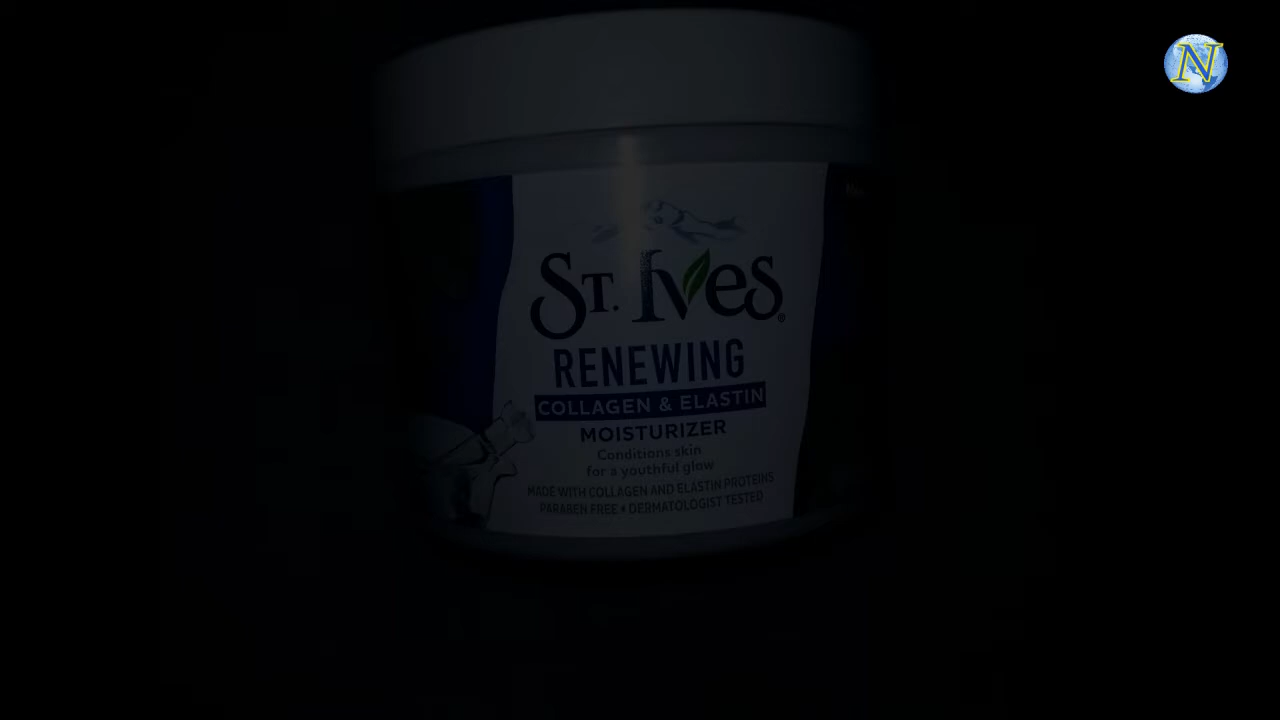 N
St. Ives®
RENEWING
COLLAGEN & ELASTIN
MOISTURIZER
Conditions skin
for a youthful glow
MADE WITH COLLAGEN AND ELASTIN PROTEINS
PARABEN FREE • DERMATOLOGIST TESTED